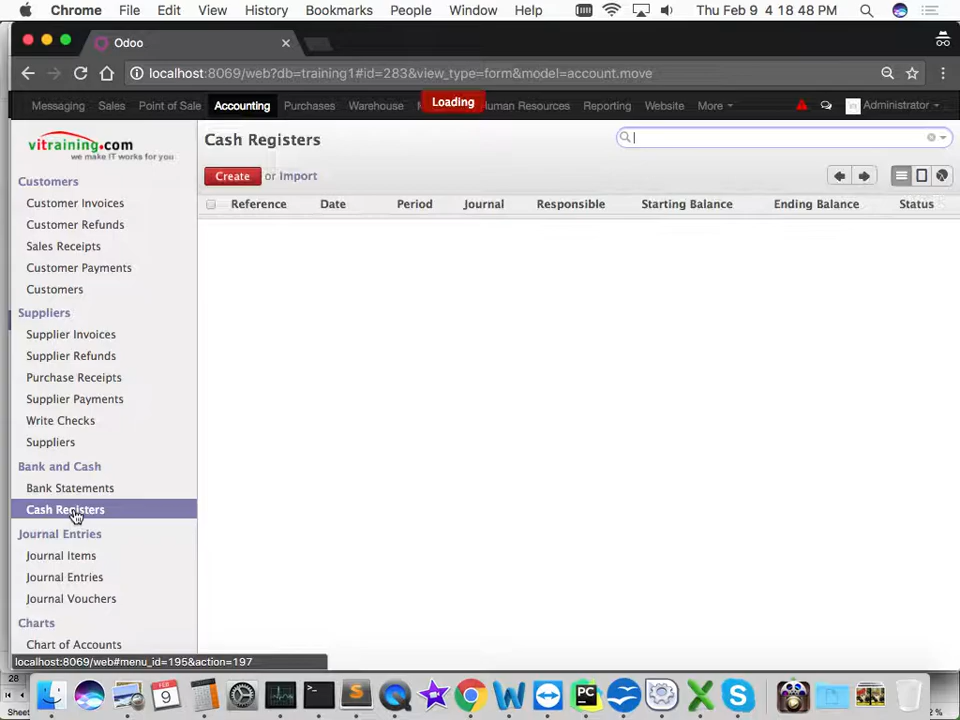 Chrome File Edit View History Bookmarks People Window Help Thu Feb 9 4 18 48 PM
Odoo ×
localhost:8069/web?db=training1#id=283&view_type=form&model=account.move
Messaging Sales Point of Sale Accounting Purchases Warehouse Loading Human Resources Reporting Website More Administrator
vitraining.com
we make IT works for you
Cash Registers
Create or Import
Reference Date Period Journal Responsible Starting Balance Ending Balance Status
Customers
Customer Invoices
Customer Refunds
Sales Receipts
Customer Payments
Customers
Suppliers
Supplier Invoices
Supplier Refunds
Purchase Receipts
Supplier Payments
Write Checks
Suppliers
Bank and Cash
Bank Statements
Cash Registers
Journal Entries
Journal Items
Journal Entries
Journal Vouchers
Charts
Chart of Accounts
localhost:8069/web#menu_id=195&action=197
28
Sheet
2 %
FEB
9
PC